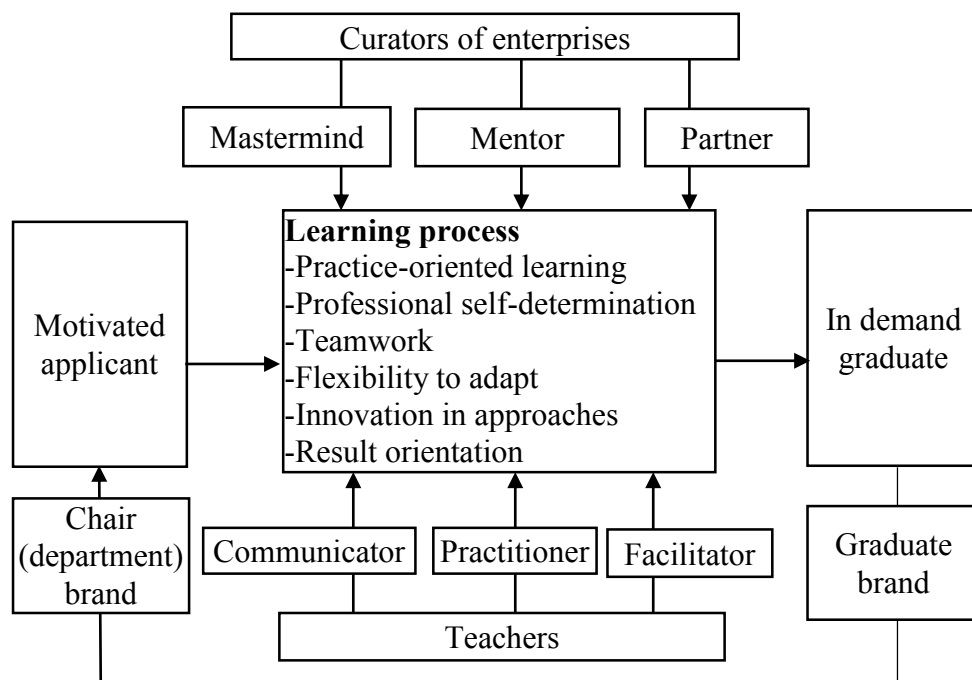 Curators of enterprises
Mastermind
Mentor
Partner
Learning process
-Practice-oriented learning
-Professional self-determination
-Teamwork
-Flexibility to adapt
-Innovation in approaches
-Result orientation
Motivated
applicant
In demand
graduate
Chair
(department)
brand
Communicator
Practitioner
Facilitator
Graduate
brand
Teachers